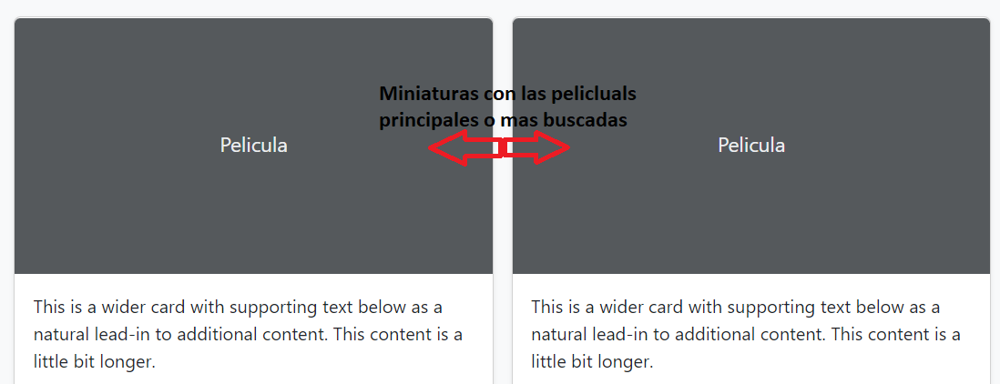 Miniaturas con las pelicluals
principales o mas buscadas
Pelicula
Pelicula
This is a wider card with supporting text below as a
natural lead-in to additional content. This content is a
little bit longer.
This is a wider card with supporting text below as a
natural lead-in to additional content. This content is a
little bit longer.